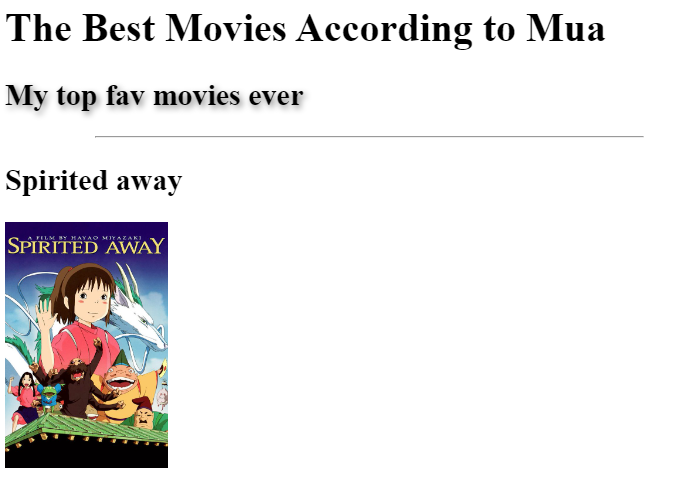 The Best Movies According to Mua
My top fav movies ever
Spirited away
A FILM BY HAYAO MIYAZAKI
SPIRITED AWAY